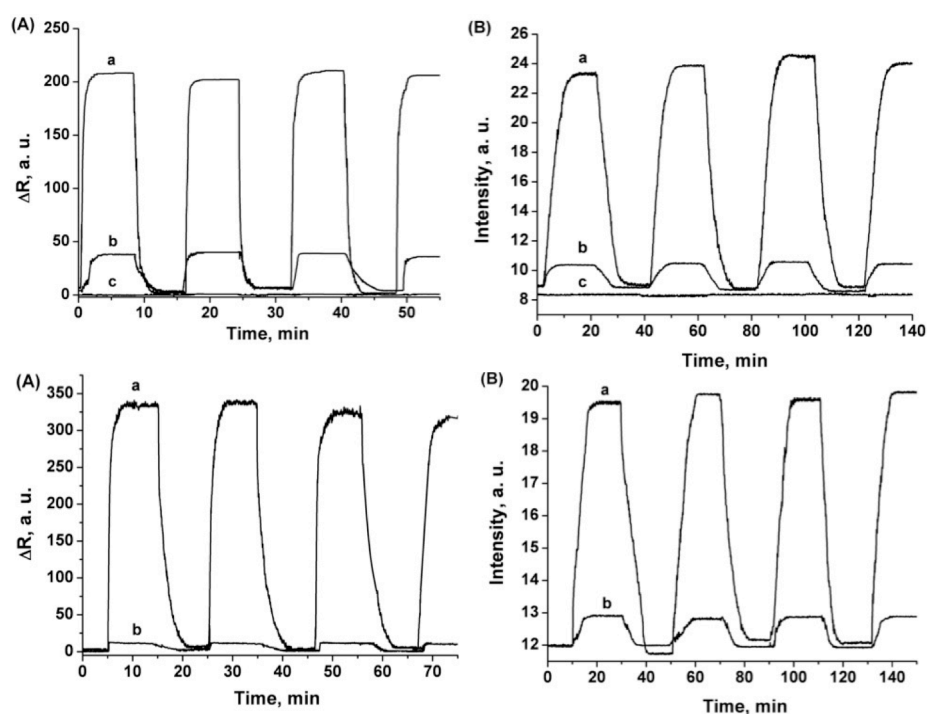 (A)
250
200
150
100
50
0
ΔR, a. u.
a
b
c
0 10 20 30 40 50
Time, min
(B)
26
24
22
20
18
16
14
12
10
8
Intensity, a. u.
a
b
c
0 20 40 60 80 100 120 140
Time, min
(A)
350
300
250
200
150
100
50
0
ΔR, a. u.
a
b
0 10 20 30 40 50 60 70
Time, min
(B)
20
19
18
17
16
15
14
13
12
Intensity, a. u.
a
b
0 20 40 60 80 100 120 140
Time, min